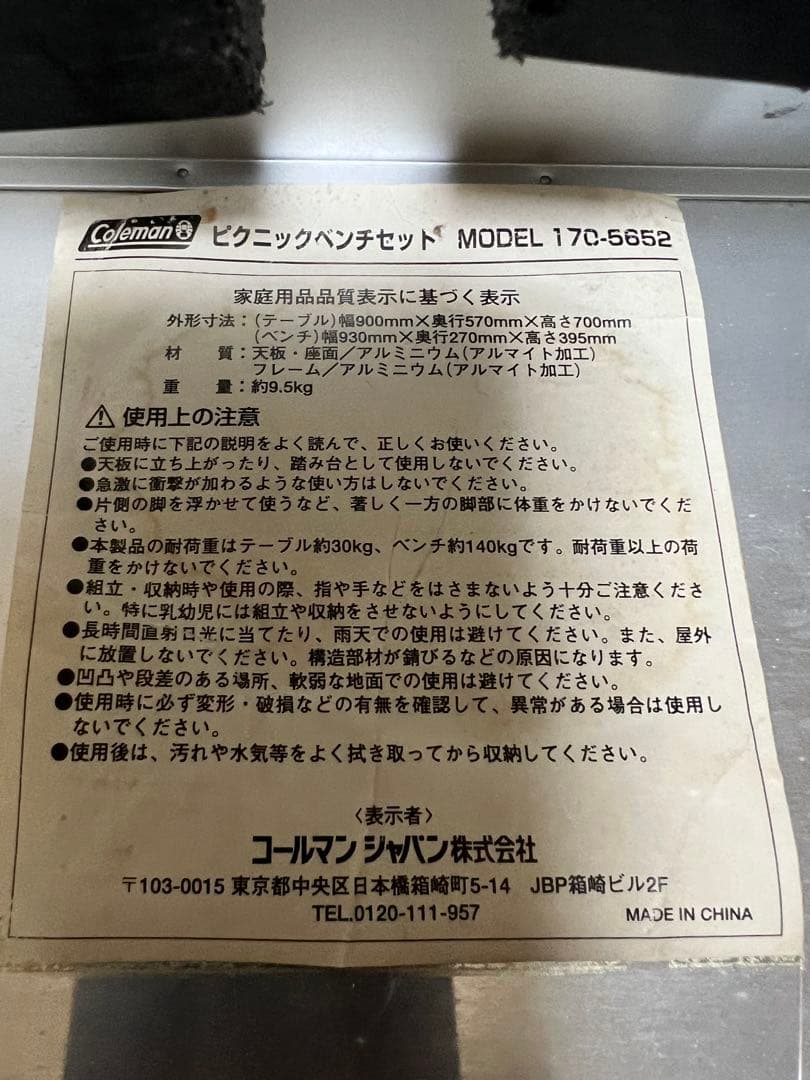 Coleman ピクニックベンチセット MODEL 170-5652
家庭用品品質表示に基づく表示
外形寸法：(テーブル)幅900mm×奥行570mm×高さ700mm
(ベンチ)幅930mm×奥行270mm×高さ395mm
材　質：天板・座面／アルミニウム(アルマイト加工)
フレーム／アルミニウム(アルマイト加工)
重　量：約9.5kg
⚠ 使用上の注意
ご使用時に下記の説明をよく読んで、正しくお使いください。
●天板に立ち上がったり、踏み台として使用しないでください。
●急激に衝撃が加わるような使い方はしないでください。
●片側の脚を浮かせて使うなど、著しく一方の脚部に体重をかけないでくだ
さい。
●本製品の耐荷重はテーブル約30kg、ベンチ約140kgです。耐荷重以上の荷
重をかけないでください。
●組立・収納時や使用の際、指や手などをはさまないよう十分ご注意くださ
い。特に乳幼児には組立や収納をさせないようにしてください。
●長時間直射日光に当てたり、雨天での使用は避けてください。また、屋外
に放置しないでください。構造部材が錆びるなどの原因になります。
●凹凸や段差のある場所、軟弱な地面での使用は避けてください。
●使用時に必ず変形・破損などの有無を確認して、異常がある場合は使用し
ないでください。
●使用後は、汚れや水気等をよく拭き取ってから収納してください。
〈表示者〉
コールマン ジャパン株式会社
〒103-0015 東京都中央区日本橋箱崎町5-14　JBP箱崎ビル2F
TEL.0120-111-957
MADE IN CHINA